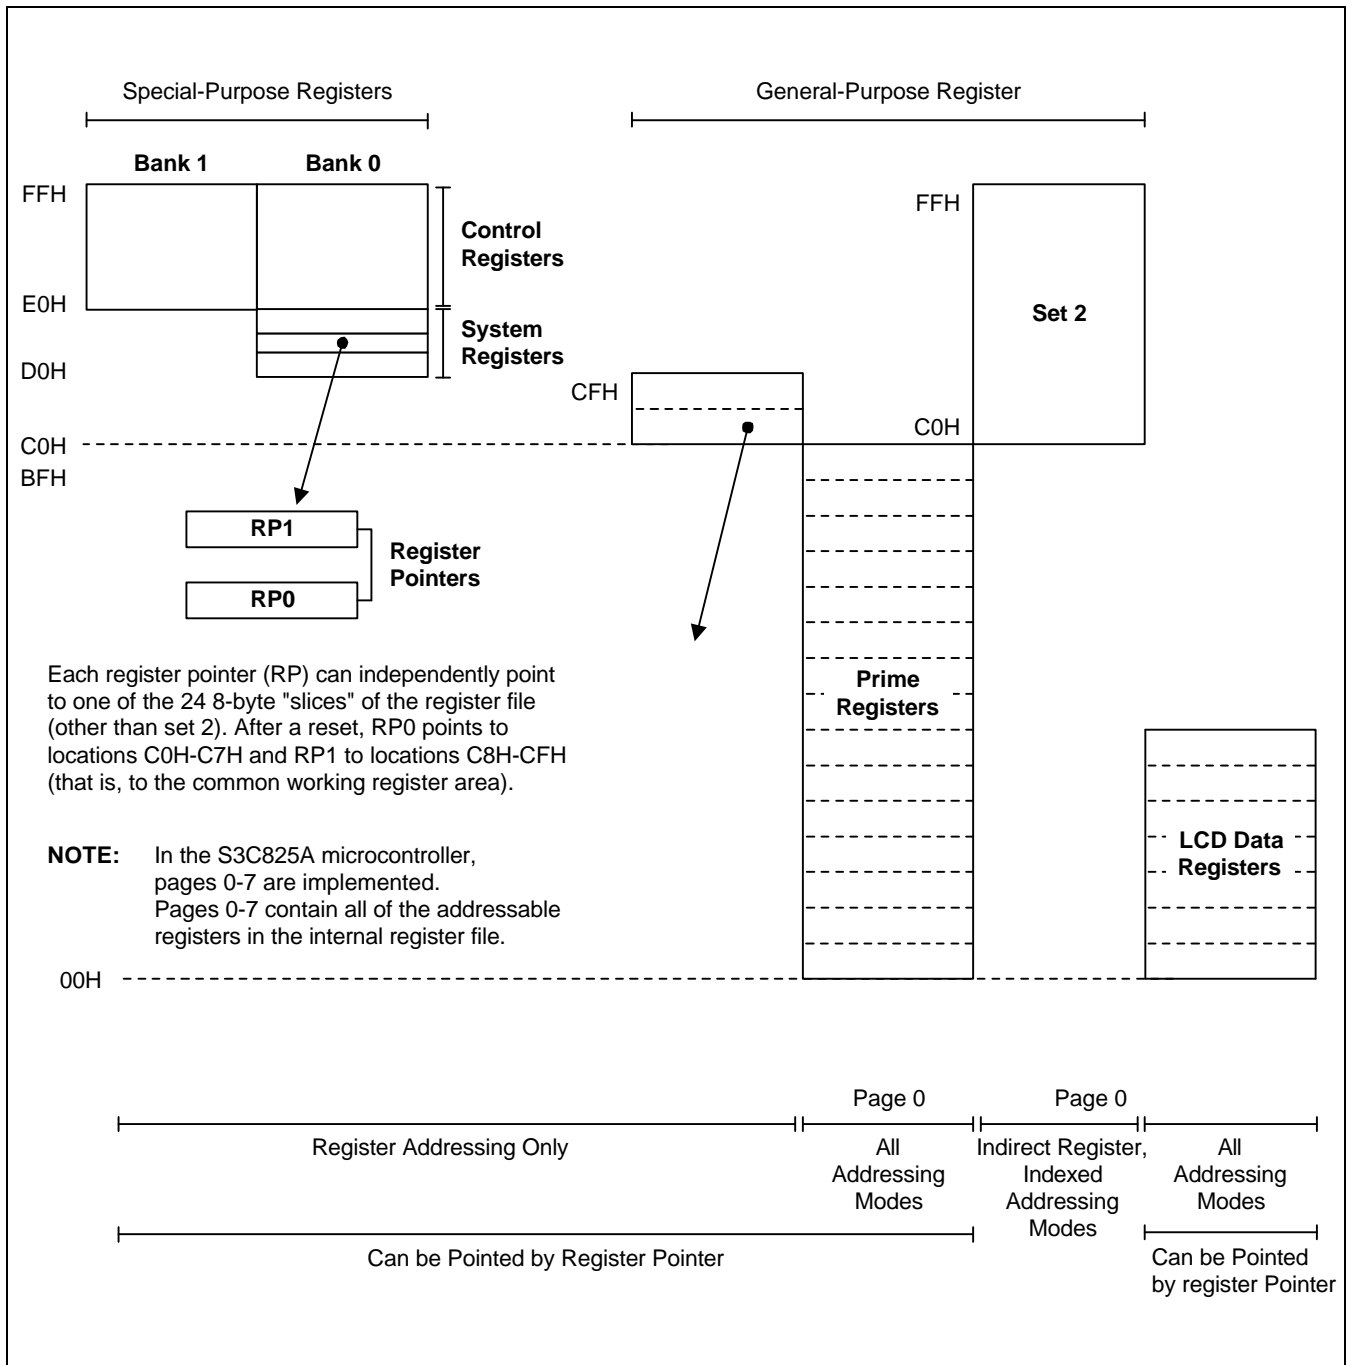 Special-Purpose Registers
General-Purpose Register
Bank 1
Bank 0
FFH
FFH
Control
Registers
E0H
Set 2
System
Registers
D0H
CFH
C0H
C0H
BFH
RP1
Register
Pointers
RP0
Each register pointer (RP) can independently point
to one of the 24 8-byte "slices" of the register file
(other than set 2). After a reset, RP0 points to
locations C0H-C7H and RP1 to locations C8H-CFH
(that is, to the common working register area).
Prime
Registers
LCD Data
Registers
NOTE: In the S3C825A microcontroller,
pages 0-7 are implemented.
Pages 0-7 contain all of the addressable
registers in the internal register file.
00H
Page 0
Page 0
Register Addressing Only
All
Addressing
Modes
Indirect Register,
Indexed
Addressing
Modes
All
Addressing
Modes
Can be Pointed by Register Pointer
Can be Pointed
by register Pointer